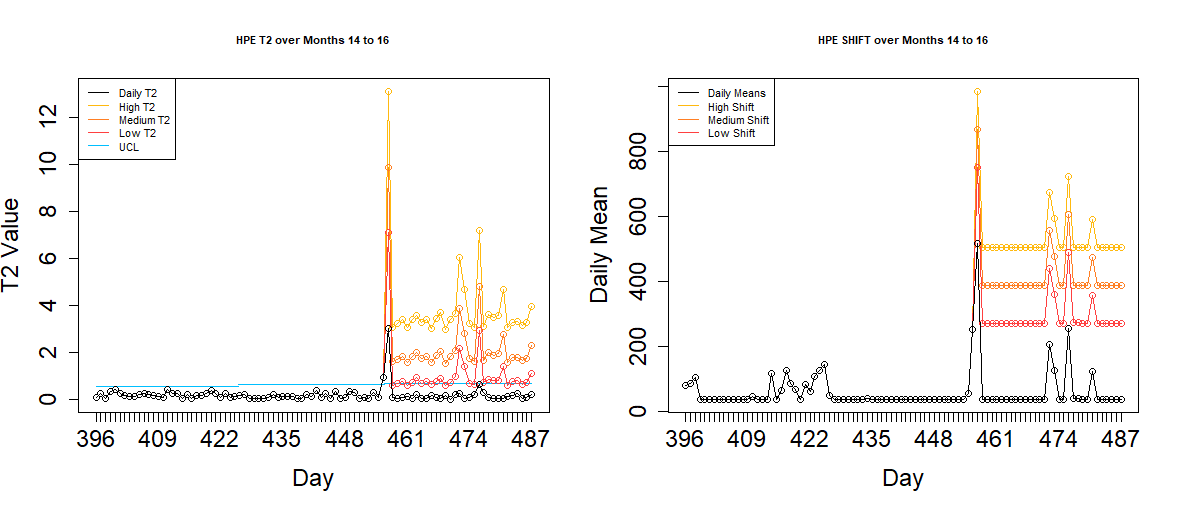 HPE T2 over Months 14 to 16
Daily T2
High T2
Medium T2
Low T2
UCL
T2 Value
0 2 4 6 8 10 12
396 409 422 435 448 461 474 487
Day
HPE SHIFT over Months 14 to 16
Daily Means
High Shift
Medium Shift
Low Shift
Daily Mean
0 200 400 600 800
396 409 422 435 448 461 474 487
Day